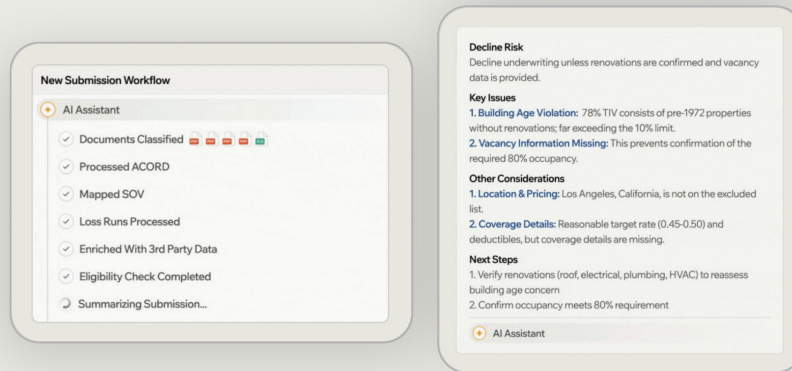 New Submission Workflow
AI Assistant
Documents Classified
Processed ACORD
Mapped SOV
Loss Runs Processed
Enriched With 3rd Party Data
Eligibility Check Completed
Summarizing Submission...
Decline Risk
Decline underwriting unless renovations are confirmed and vacancy
data is provided.
Key Issues
1. Building Age Violation: 78% TIV consists of pre-1972 properties
without renovations; far exceeding the 10% limit.
2. Vacancy Information Missing: This prevents confirmation of the
required 80% occupancy.
Other Considerations
1. Location & Pricing: Los Angeles, California, is not on the excluded
list.
2. Coverage Details: Reasonable target rate (0.45-0.50) and
deductibles, but coverage details are missing.
Next Steps
1. Verify renovations (roof, electrical, plumbing, HVAC) to reassess
building age concern
2. Confirm occupancy meets 80% requirement
AI Assistant